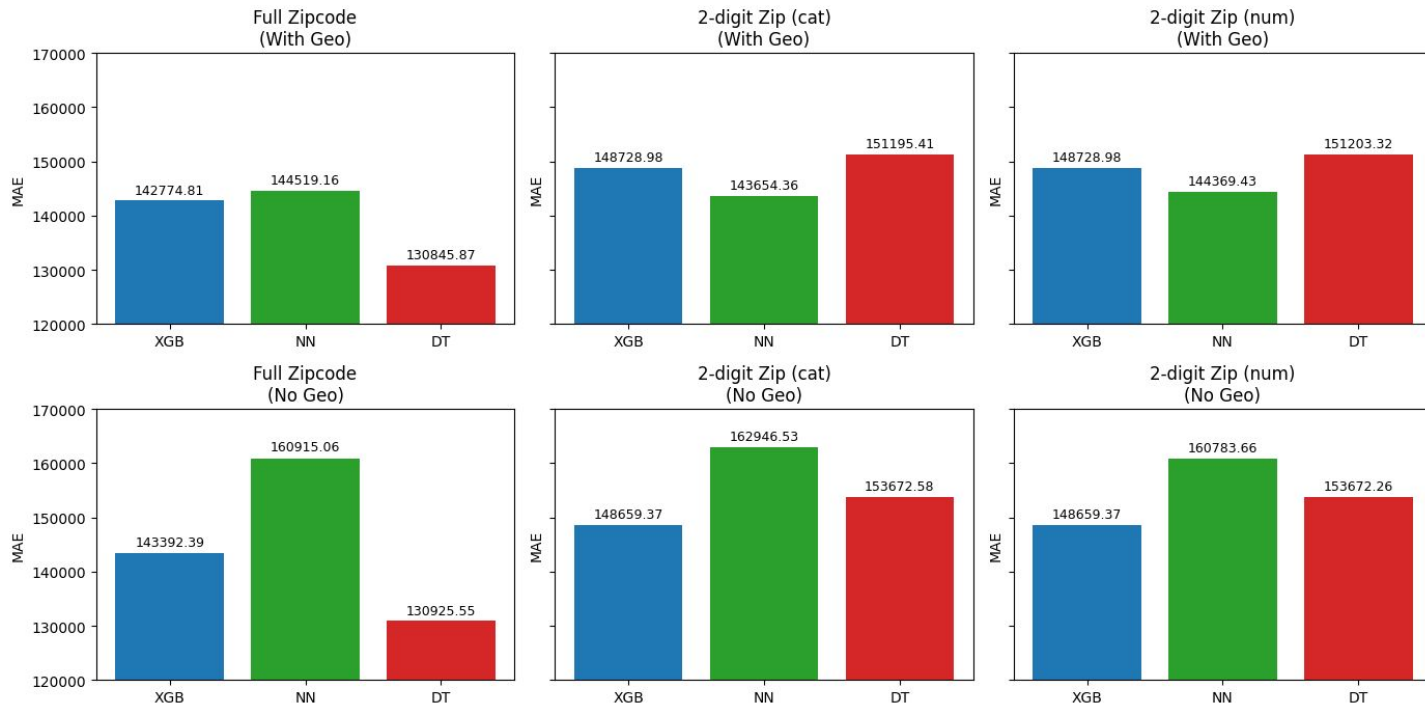 Full Zipcode
(With Geo)
170000
160000
150000
140000
130000
120000
MAE
142774.81
144519.16
130845.87
XGB
NN
DT
2-digit Zip (cat)
(With Geo)
MAE
148728.98
143654.36
151195.41
XGB
NN
DT
2-digit Zip (num)
(With Geo)
MAE
148728.98
144369.43
151203.32
XGB
NN
DT
Full Zipcode
(No Geo)
170000
160000
150000
140000
130000
120000
MAE
143392.39
160915.06
130925.55
XGB
NN
DT
2-digit Zip (cat)
(No Geo)
MAE
148659.37
162946.53
153672.58
XGB
NN
DT
2-digit Zip (num)
(No Geo)
MAE
148659.37
160783.66
153672.26
XGB
NN
DT